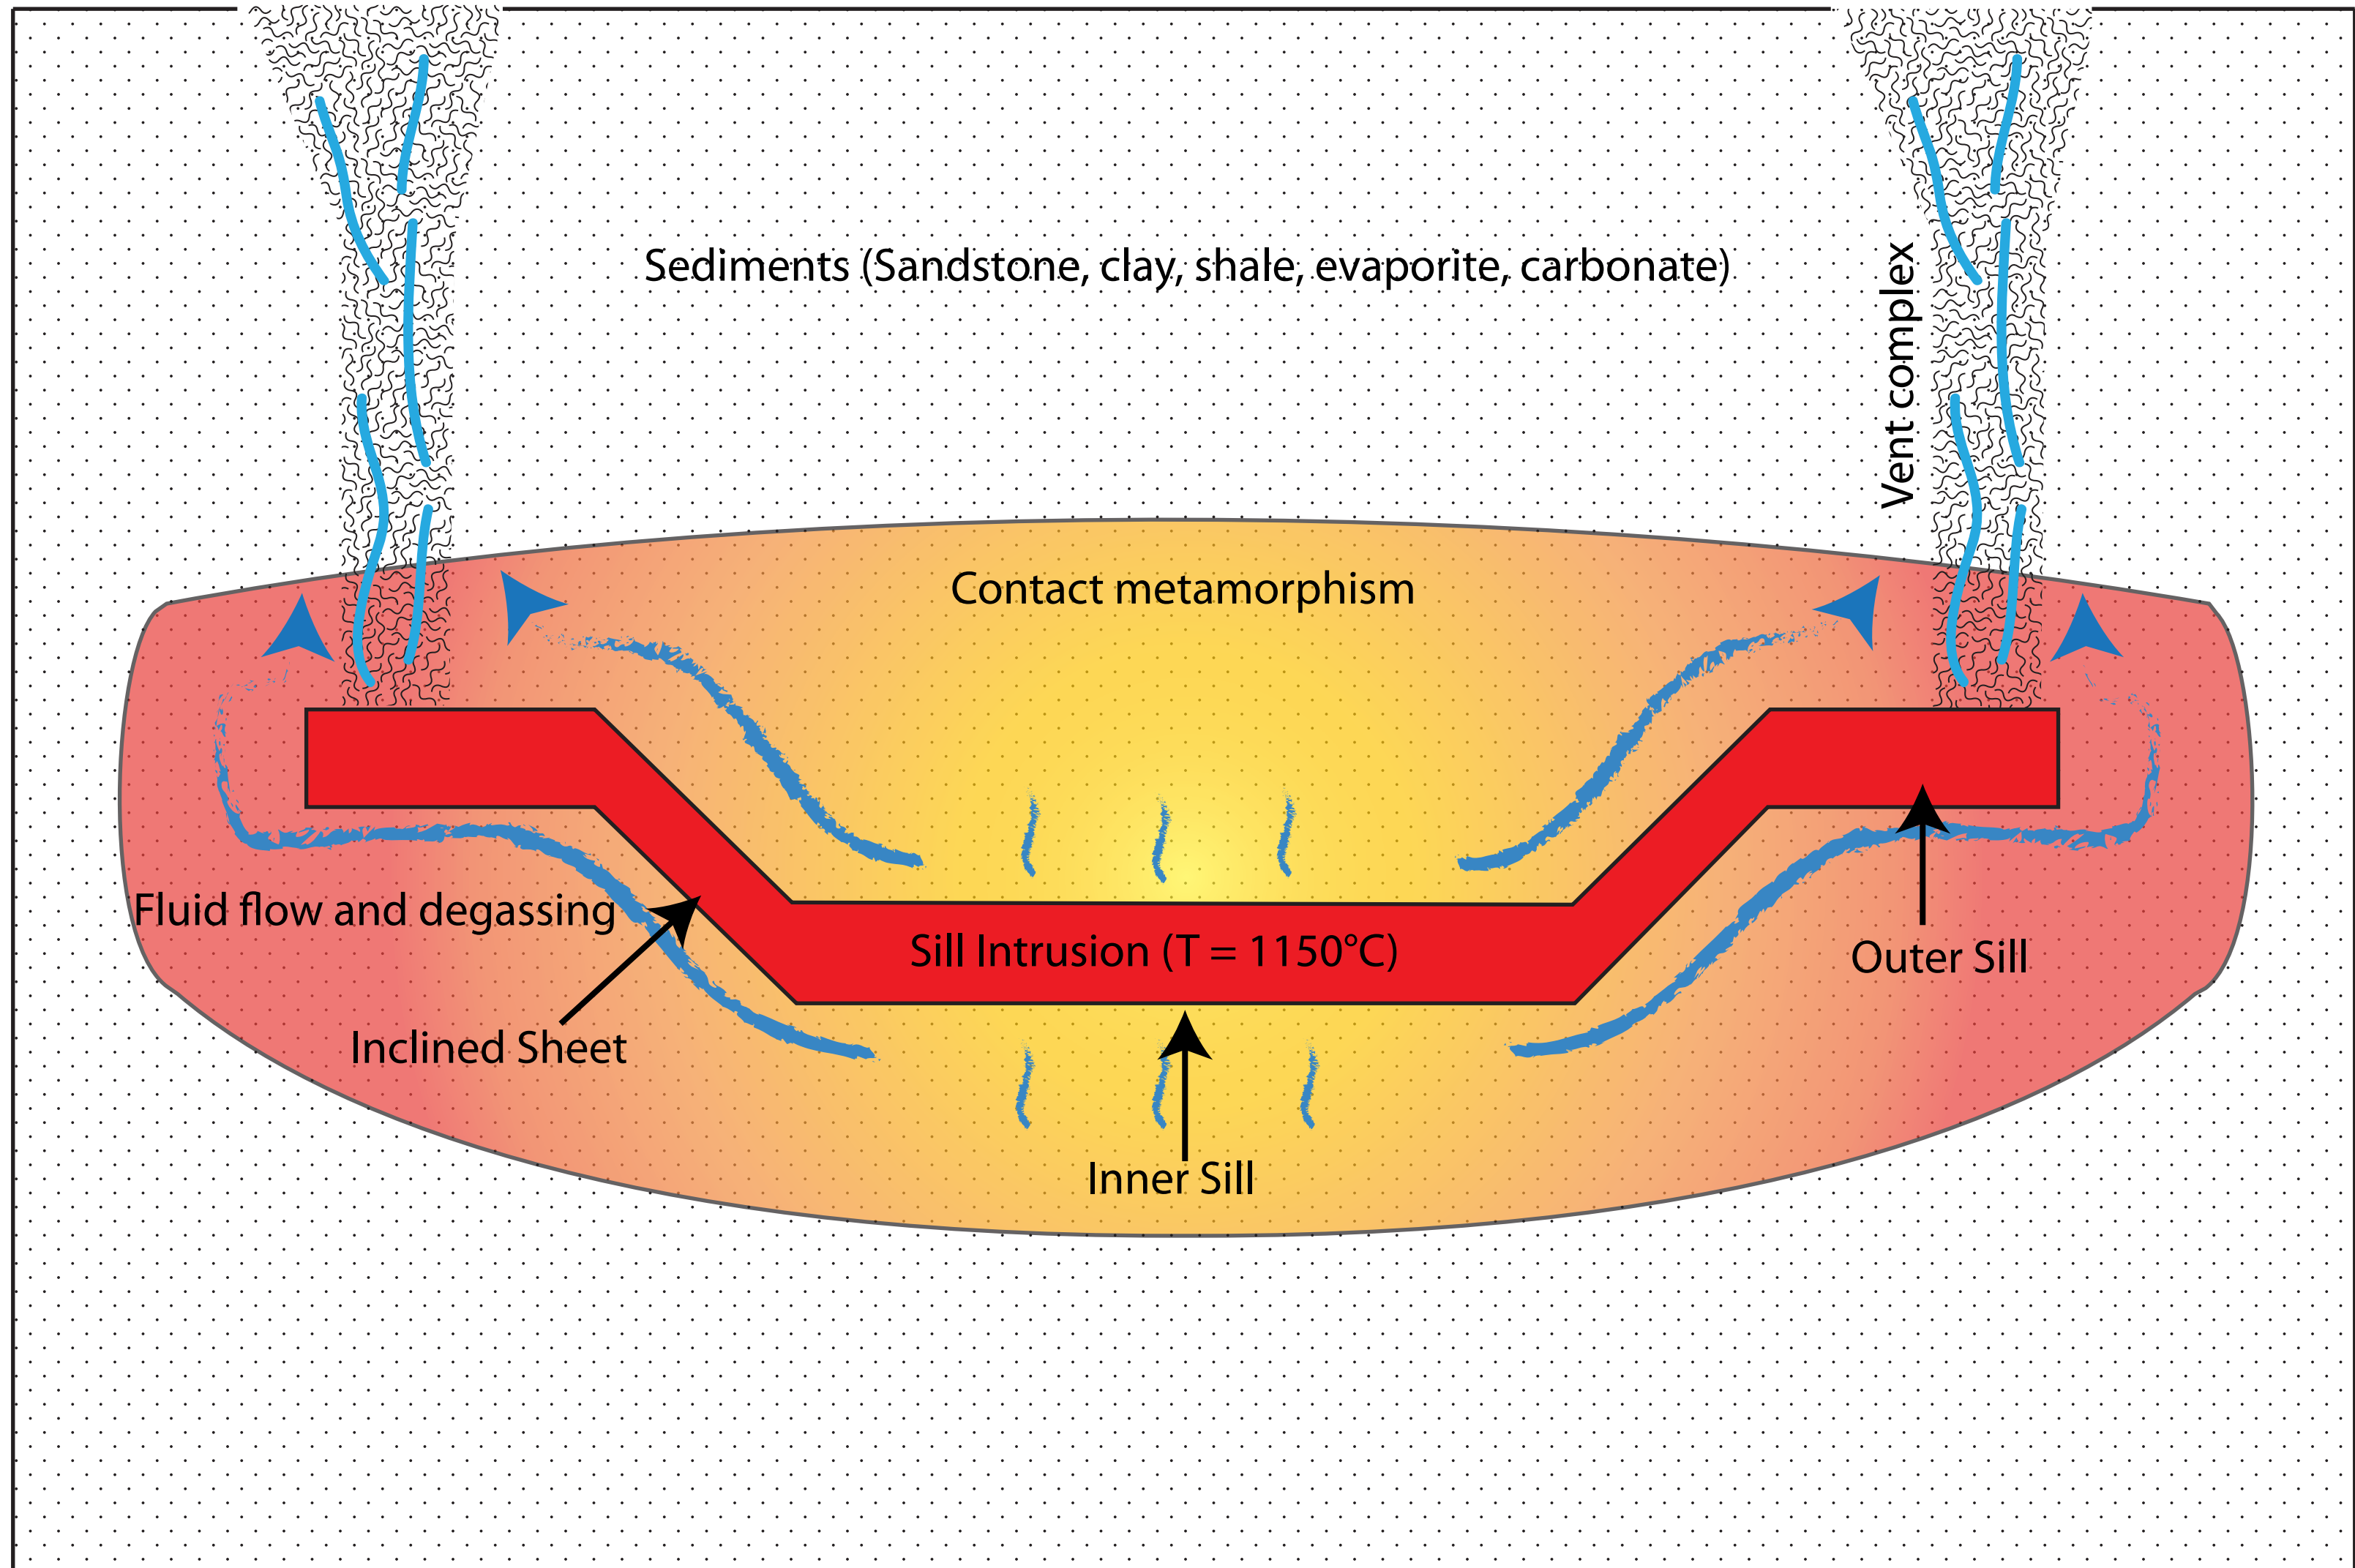 Sediments (Sandstone, clay, shale, evaporite, carbonate)
Vent complex
Contact metamorphism
Fluid flow and degassing
Sill Intrusion (T = 1150°C)
Outer Sill
Inclined Sheet
Inner Sill